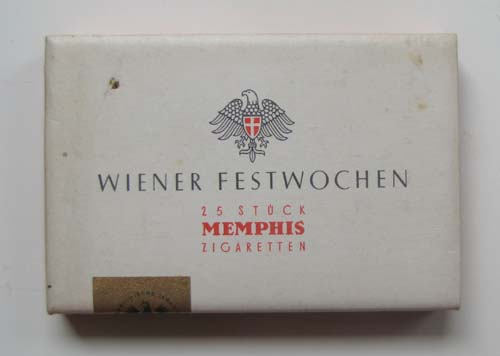 WIENER FESTWOCHEN
25 STÜCK
MEMPHIS
ZIGARETTEN